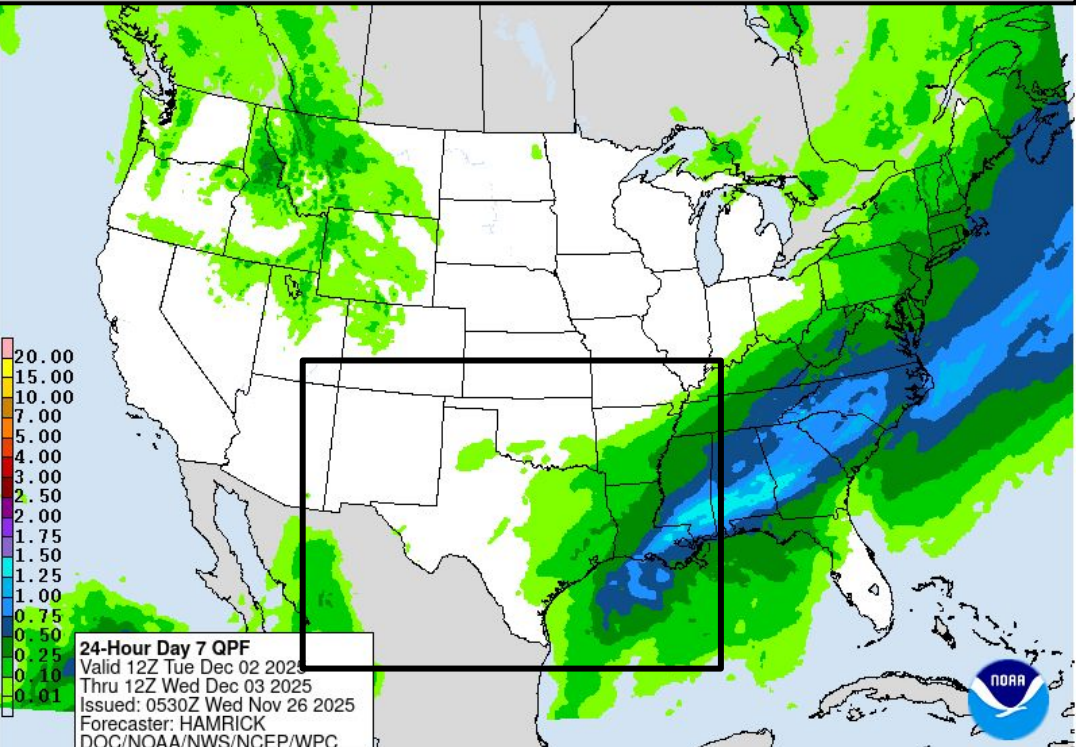 20.00
15.00
10.00
7.00
5.00
4.00
3.00
2.50
2.00
1.75
1.50
1.25
1.00
0.75
0.50
0.25
0.10
0.01
24-Hour Day 7 QPF
Valid 12Z Tue Dec 02 2025
Thru 12Z Wed Dec 03 2025
Issued: 0530Z Wed Nov 26 2025
Forecaster: HAMRICK
DOC/NOAA/NWS/NCEP/WPC
noaa